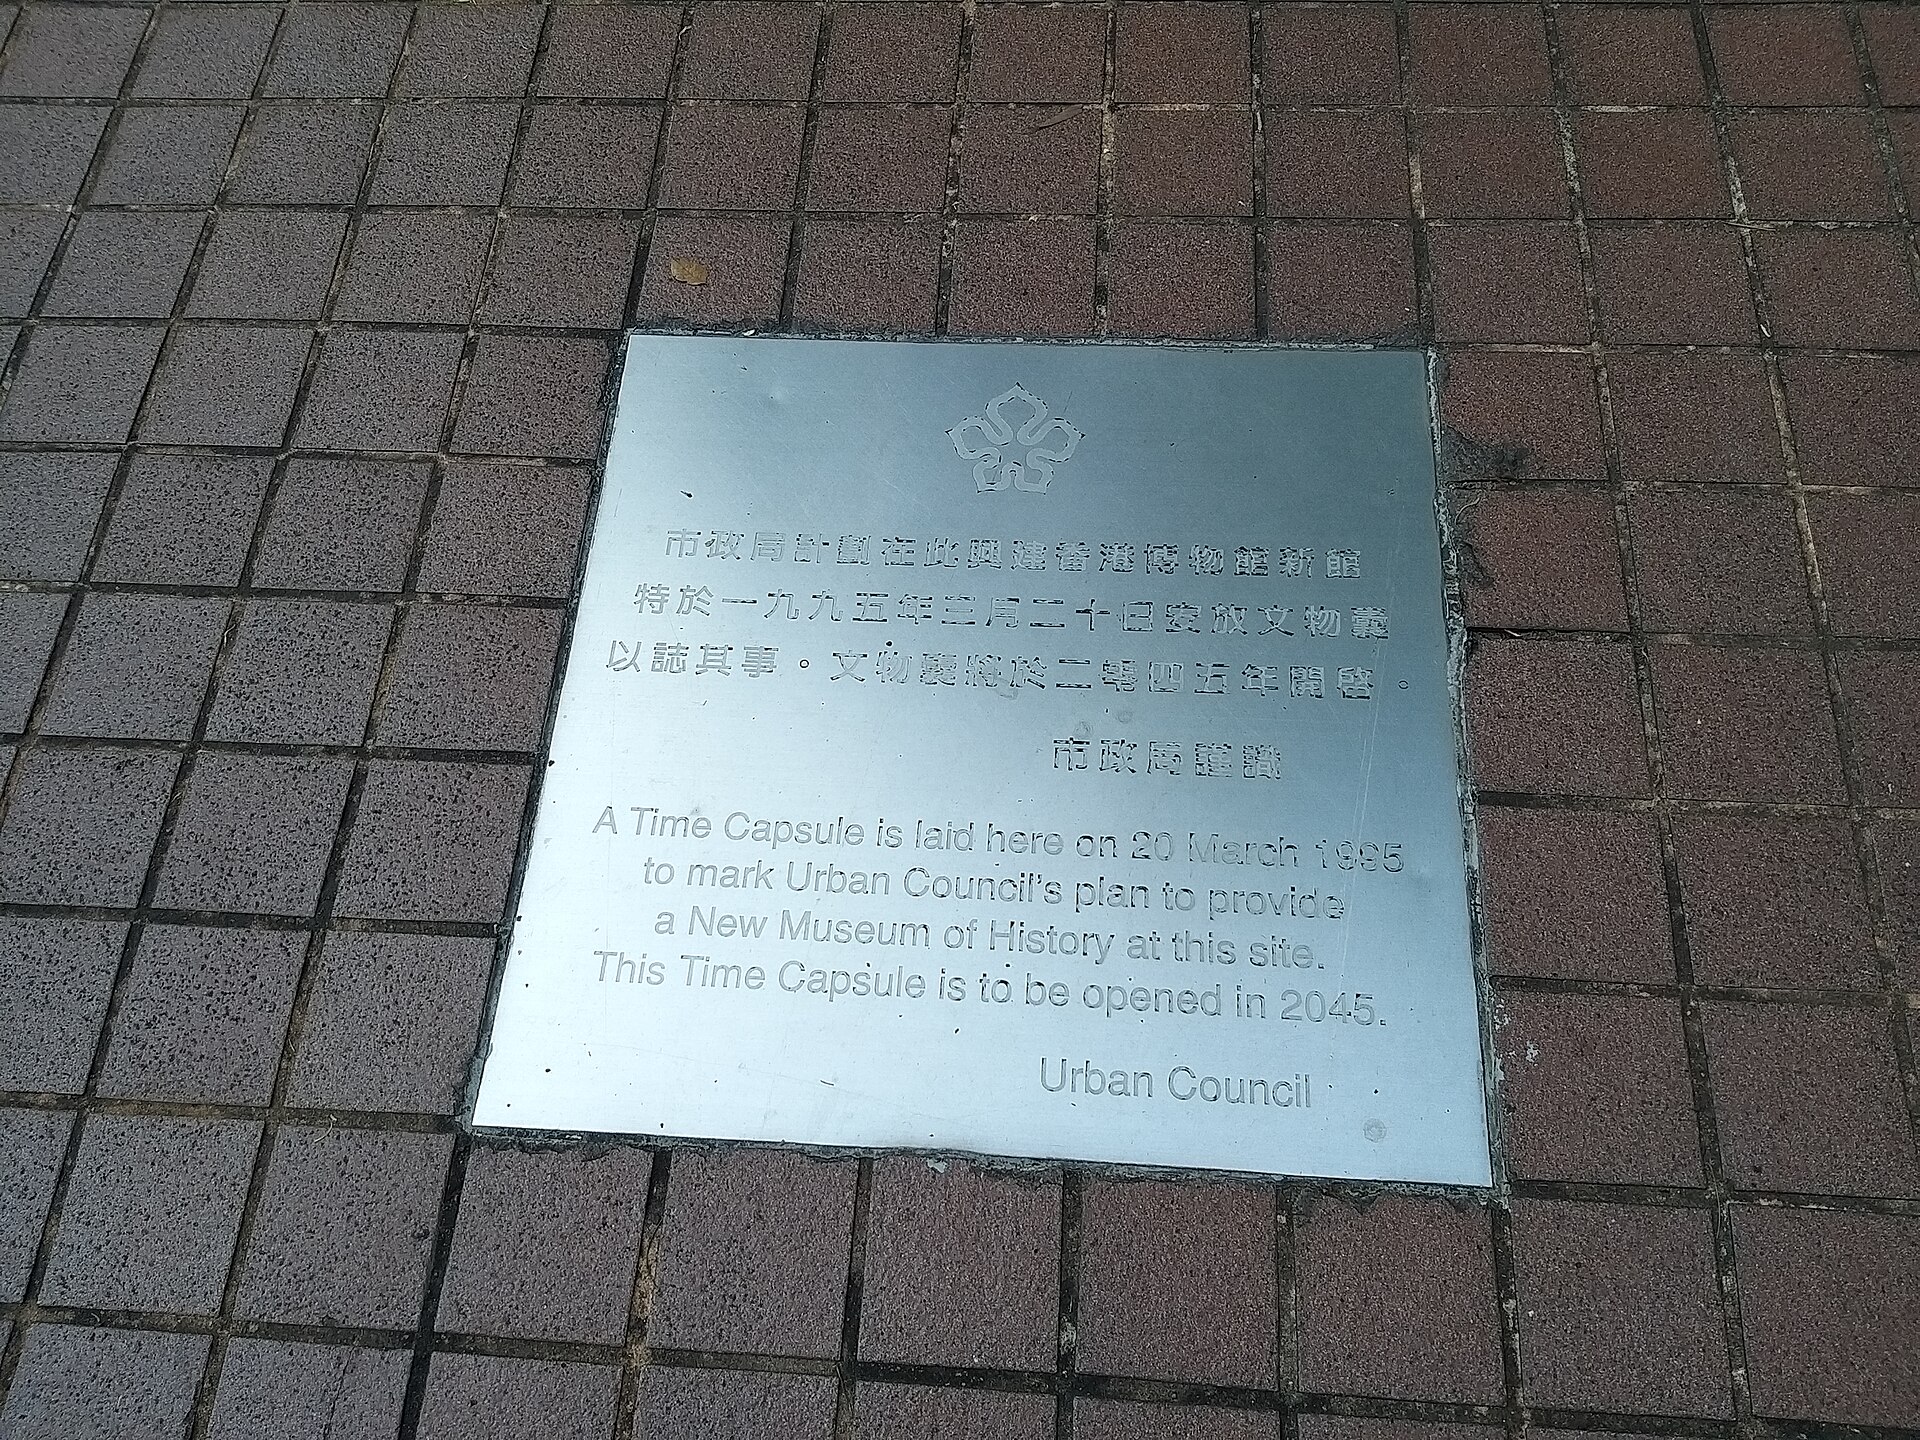 市政局計劃在此興建香港博物館新館
特於一九九五年三月二十日安放文物囊
以誌其事。文物囊將於二零四五年開啓。
市政局謹識
A Time Capsule is laid here on 20 March 1995
to mark Urban Council's plan to provide
a New Museum of History at this site.
This Time Capsule is to be opened in 2045.
Urban Council